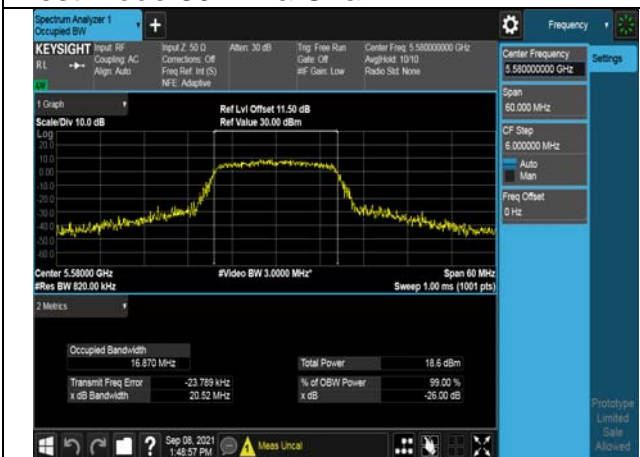 Spectrum Analyzer 1
Occupied BW
+
Frequency
KEYSIGHT
RL
Input: RF
Coupling: AC
Align: Auto
Input Z: 50 Ω
Corrections: Off
Freq Ref: Int (S)
NFE: Adaptive
Atten: 30 dB
Trig: Free Run
Gate: Off
#IF Gain: Low
Center Freq: 5.580000000 GHz
Avg|Hold: 10/10
Radio Std: None
Center Frequency
5.580000000 GHz
Settings
Span
60.000 MHz
CF Step
6.000000 MHz
Auto
Man
Freq Offset
0 Hz
1 Graph
Scale/Div 10.0 dB
Ref Lvl Offset 11.50 dB
Ref Value 30.00 dBm
Log
20.0
10.0
0.00
-10.0
-20.0
-30.0
-40.0
-50.0
-60.0
Center 5.58000 GHz
#Res BW 820.00 kHz
#Video BW 3.0000 MHz*
Span 60 MHz
Sweep 1.00 ms (1001 pts)
2 Metrics
Occupied Bandwidth
16.870 MHz
Total Power 18.6 dBm
Transmit Freq Error -23.789 kHz
% of OBW Power 99.00 %
x dB Bandwidth 20.52 MHz
x dB -26.00 dB
Prototype
Limited
Sale
Allowed
?
Sep 08, 2021
1:48:57 PM
Meas Uncal